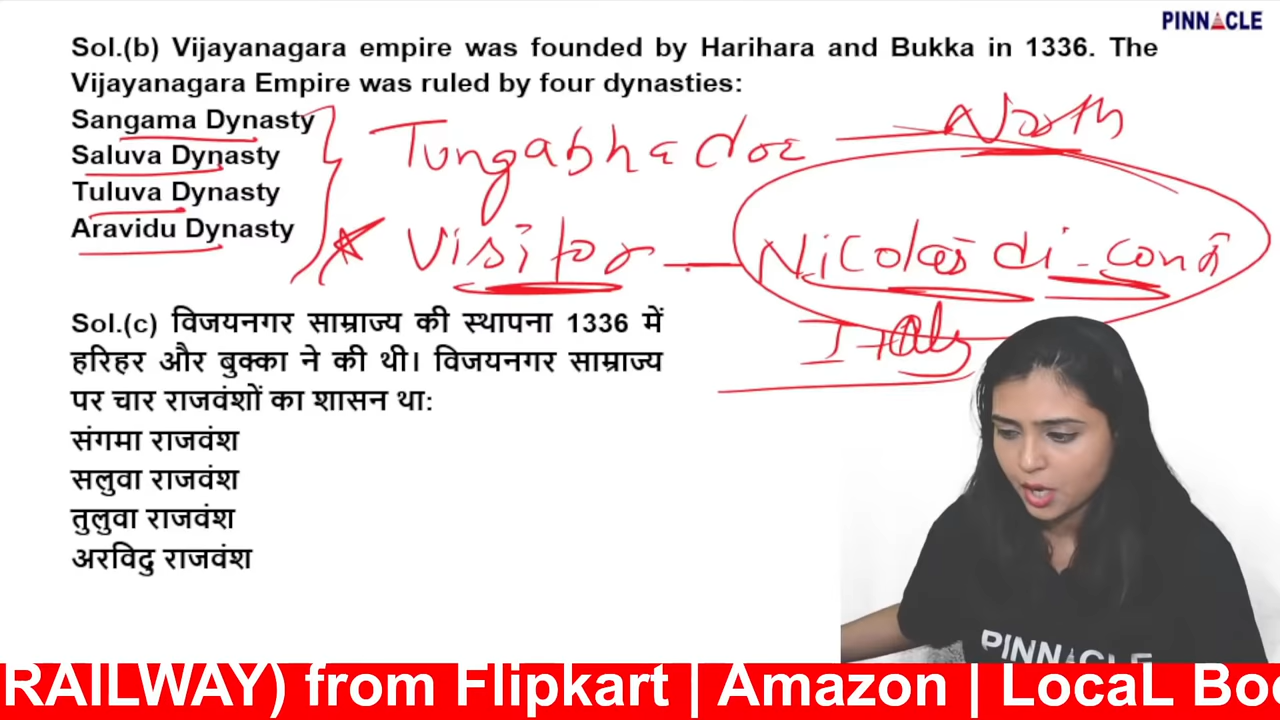 PINNACLE
Sol.(b) Vijayanagara empire was founded by Harihara and Bukka in 1336. The
Vijayanagara Empire was ruled by four dynasties:
Sangama Dynasty
Saluva Dynasty
Tuluva Dynasty
Aravidu Dynasty
North
Visitor — Nicolas di - conti
Italy
Sol.(c) विजयनगर साम्राज्य की स्थापना 1336 में
हरिहर और बुक्का ने की थी। विजयनगर साम्राज्य
पर चार राजवंशों का शासन था:
संगमा राजवंश
सलुवा राजवंश
तुलुवा राजवंश
अरविदु राजवंश
PINNACLE
RAILWAY) from Flipkart | Amazon | LocaL Boo